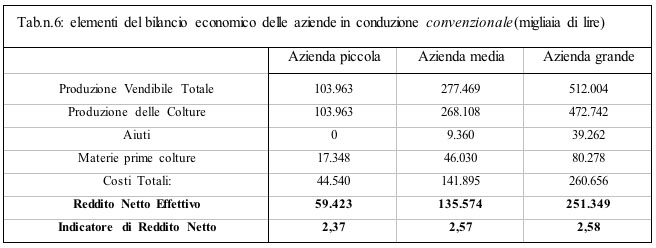 Tab.n.6: elementi del bilancio economico delle aziende in conduzione convenzionale (migliaia di lire)
Azienda piccola Azienda media Azienda grande
Produzione Vendibile Totale 103.963 277.469 512.004
Produzione delle Colture 103.963 268.108 472.742
Aiuti 0 9.360 39.262
Materie prime colture 17.348 46.030 80.278
Costi Totali: 44.540 141.895 260.656
Reddito Netto Effettivo 59.423 135.574 251.349
Indicatore di Reddito Netto 2,37 2,57 2,58